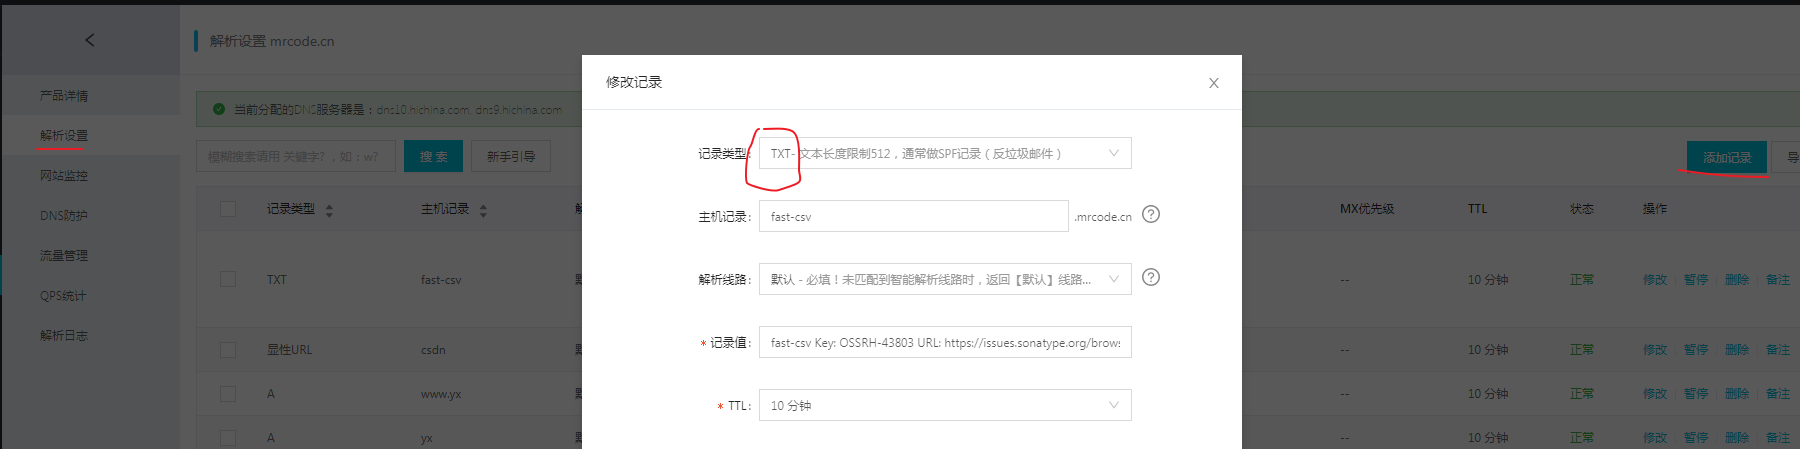 解析设置 mrcode.cn
产品详情
解析设置
网站监控
DNS防护
流量管理
QPS统计
解析日志
当前分配的DNS服务器是：dns10.hichina.com, dns9.hichina.com
模糊搜索请用 关键字?，如：w?
搜 索
新手引导
添加记录
记录类型 主机记录 MX优先级 TTL 状态 操作
TXT fast-csv -- 10 分钟 正常 修改 暂停 删除 备注
显性URL csdn -- 10 分钟 正常 修改 暂停 删除 备注
A www.yx -- 10 分钟 正常 修改 暂停 删除 备注
A yx -- 10 分钟 正常 修改 暂停 删除 备注
修改记录
X
记录类型： TXT- 文本长度限制512，通常做SPF记录（反垃圾邮件）
主机记录： fast-csv .mrcode.cn ?
解析线路： 默认 - 必填！未匹配到智能解析线路时，返回【默认】线路... ?
* 记录值： fast-csv Key: OSSRH-43803 URL: https://issues.sonatype.org/brows
* TTL： 10 分钟